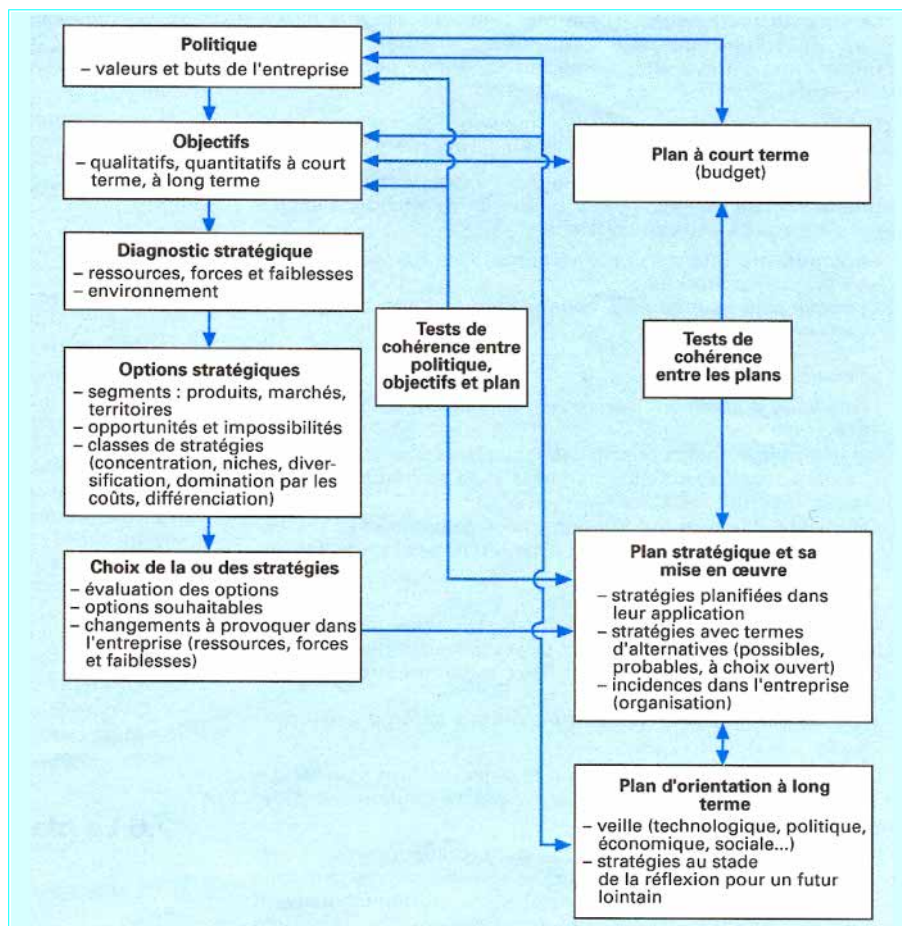 Politique
– valeurs et buts de l'entreprise
Objectifs
– qualitatifs, quantitatifs à court
terme, à long terme
Diagnostic stratégique
– ressources, forces et faiblesses
– environnement
Options stratégiques
– segments : produits, marchés,
territoires
– opportunités et impossibilités
– classes de stratégies
(concentration, niches, diver-
sification, domination par les
coûts, différenciation)
Choix de la ou des stratégies
– évaluation des options
– options souhaitables
– changements à provoquer dans
l'entreprise (ressources, forces
et faiblesses)
Tests de
cohérence entre
politique,
objectifs et plan
Plan à court terme
(budget)
Tests de
cohérence
entre les plans
Plan stratégique et sa
mise en œuvre
– stratégies planifiées dans
leur application
– stratégies avec termes
d'alternatives (possibles,
probables, à choix ouvert)
– incidences dans l'entreprise
(organisation)
Plan d'orientation à long
terme
– veille (technologique, politique,
économique, sociale...)
– stratégies au stade
de la réflexion pour un futur
lointain